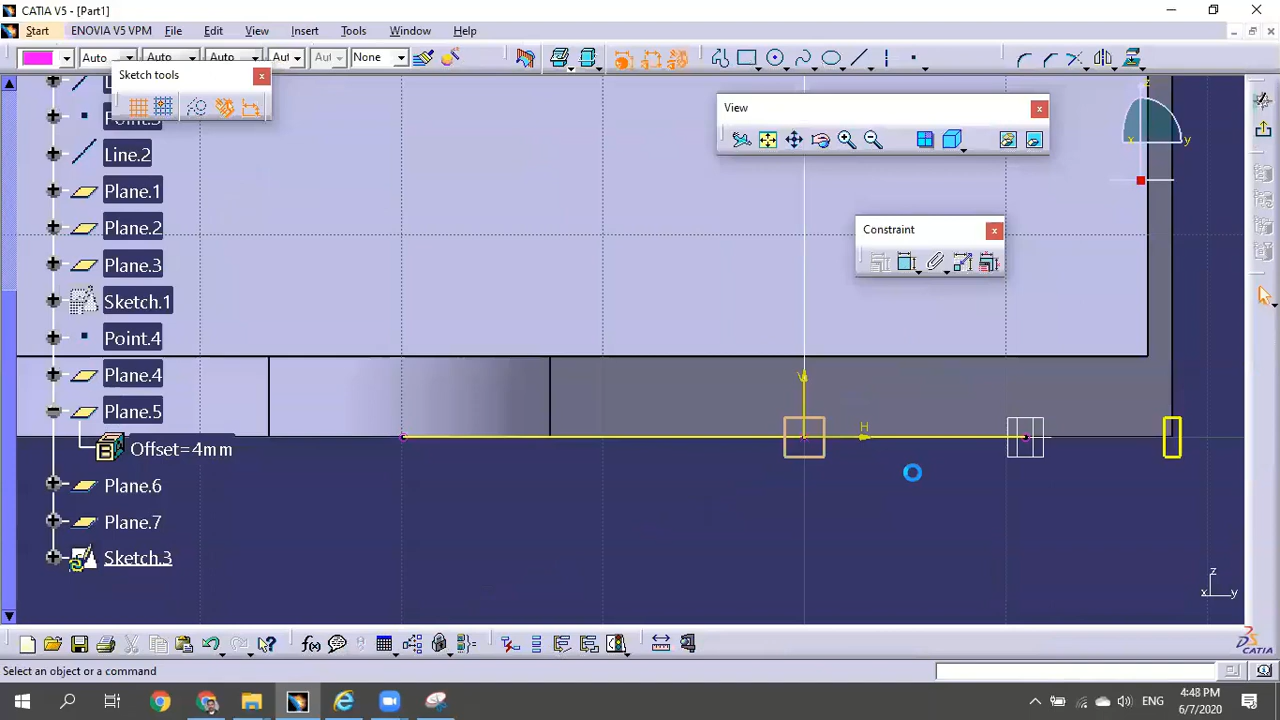 CATIA V5 - [Part1]
Start ENOVIA V5 VPM File Edit View Insert Tools Window Help
Auto Auto Auto Aut Aut None
Sketch tools
View
Line.2
Plane.1
Plane.2
Plane.3
Sketch.1
Point.4
Plane.4
Plane.5
Offset=4mm
Plane.6
Plane.7
Sketch.3
Constraint
x y
z
V
H
z
x y
f(x)
CATIA
Select an object or a command
ENG
4:48 PM
6/7/2020